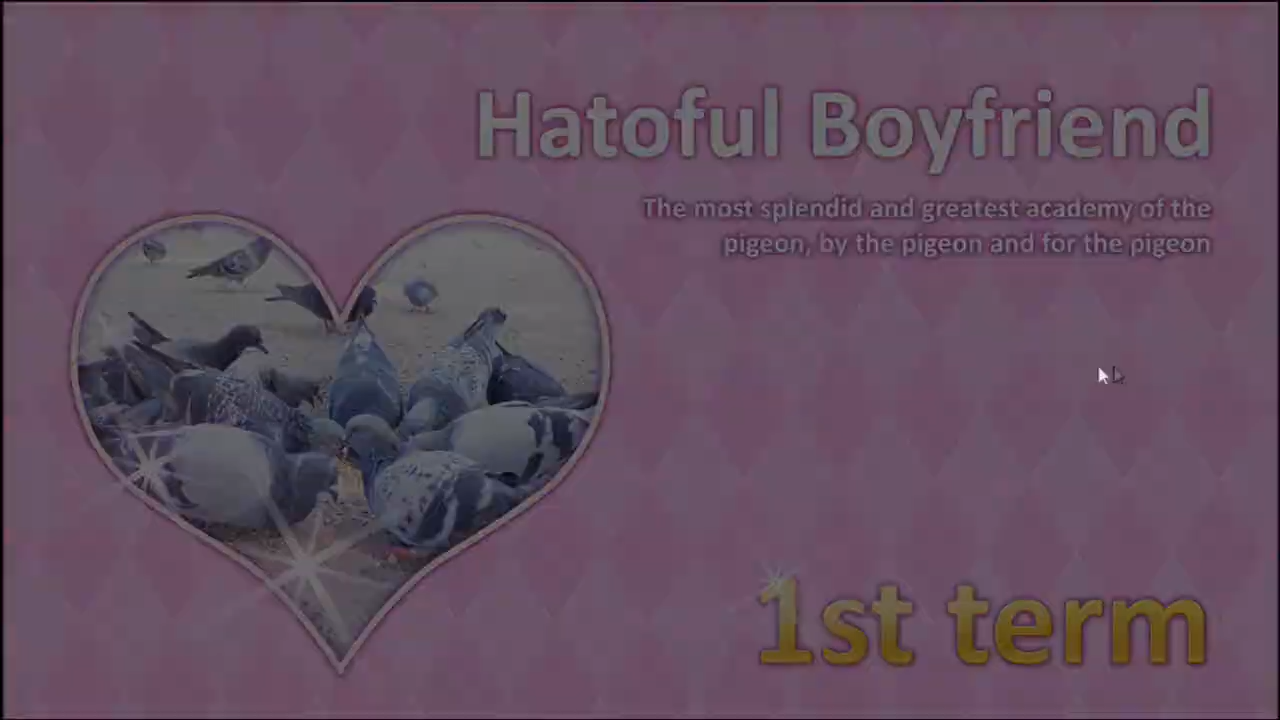 Hatoful Boyfriend
The most splendid and greatest academy of the
pigeon, by the pigeon and for the pigeon
1st term